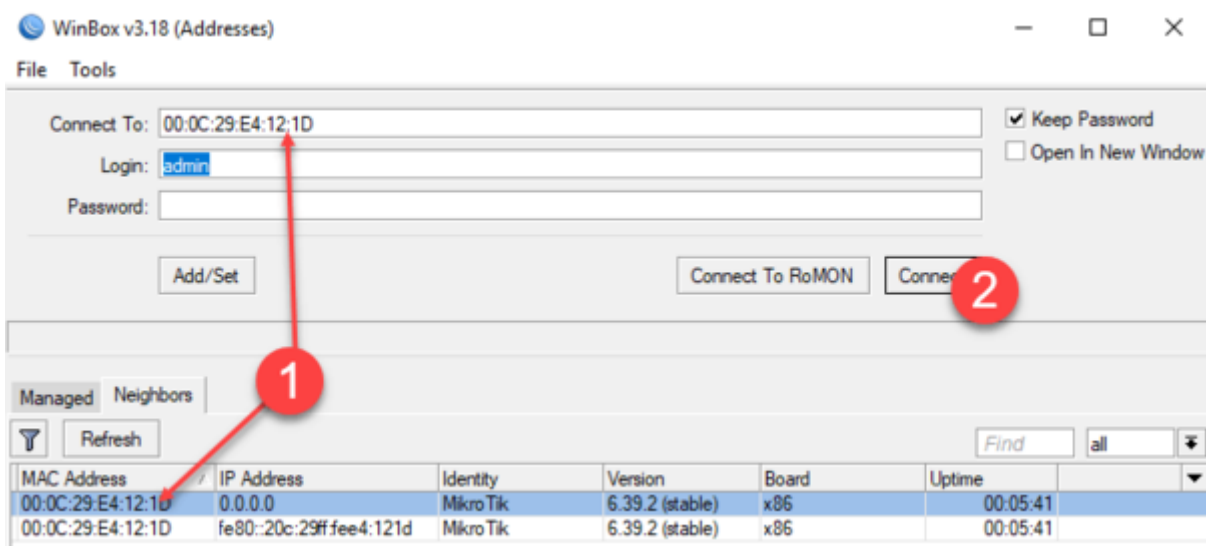 WinBox v3.18 (Addresses)
File Tools
Connect To: 00:0C:29:E4:12:1D
Keep Password
Login: admin
Open In New Window
Password:
Add/Set Connect To RoMON
2
1
Managed Neighbors
Refresh Find all
MAC Address IP Address Identity Version Board Uptime
00:0C:29:E4:12:1D 0.0.0.0 MikroTik 6.39.2 (stable) x86 00:05:41
00:0C:29:E4:12:1D fe80::20c:29ff:fee4:121d MikroTik 6.39.2 (stable) x86 00:05:41